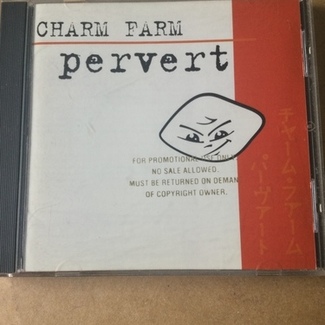 CHARM FARM
pervert
FOR PROMOTIONAL USE ONLY
NO SALE ALLOWED.
MUST BE RETURNED ON DEMAN
OF COPYRIGHT OWNER.
チャーム・ファーム
パーヴァート